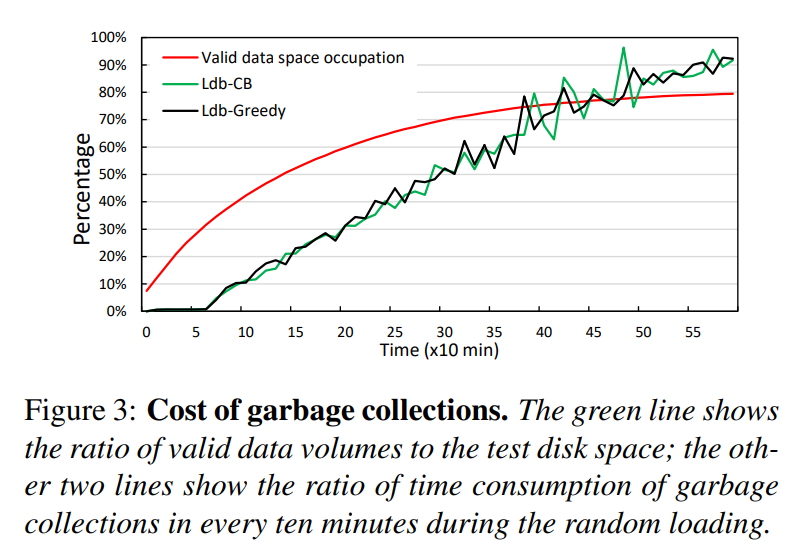 100%
90%
80%
70%
60%
50%
40%
30%
20%
10%
0%
Percentage
Valid data space occupation
Ldb-CB
Ldb-Greedy
0 5 10 15 20 25 30 35 40 45 50 55
Time (x10 min)
Figure 3: Cost of garbage collections. The green line shows
the ratio of valid data volumes to the test disk space; the oth-
er two lines show the ratio of time consumption of garbage
collections in every ten minutes during the random loading.